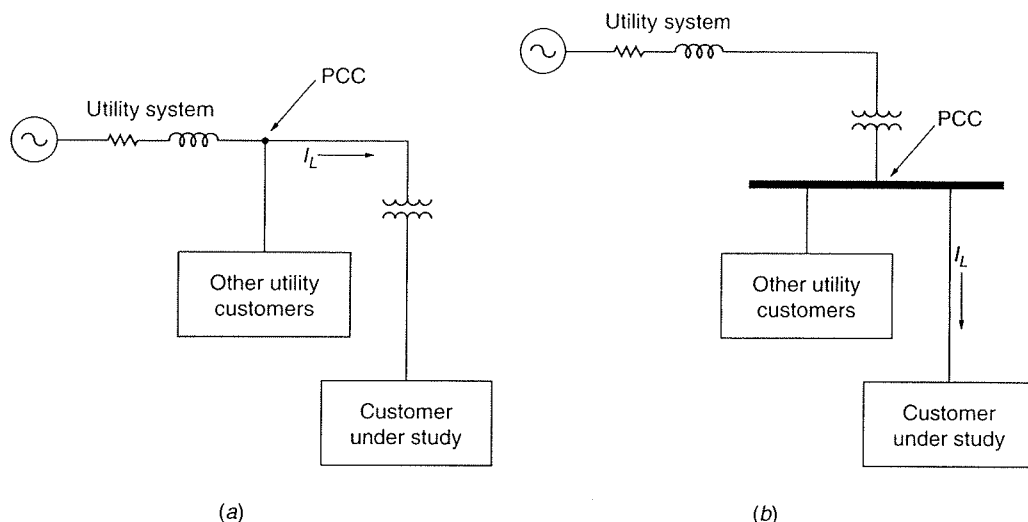 Utility system
PCC
I_L
Other utility
customers
Customer
under study
(a)
Utility system
PCC
I_L
Other utility
customers
Customer
under study
(b)